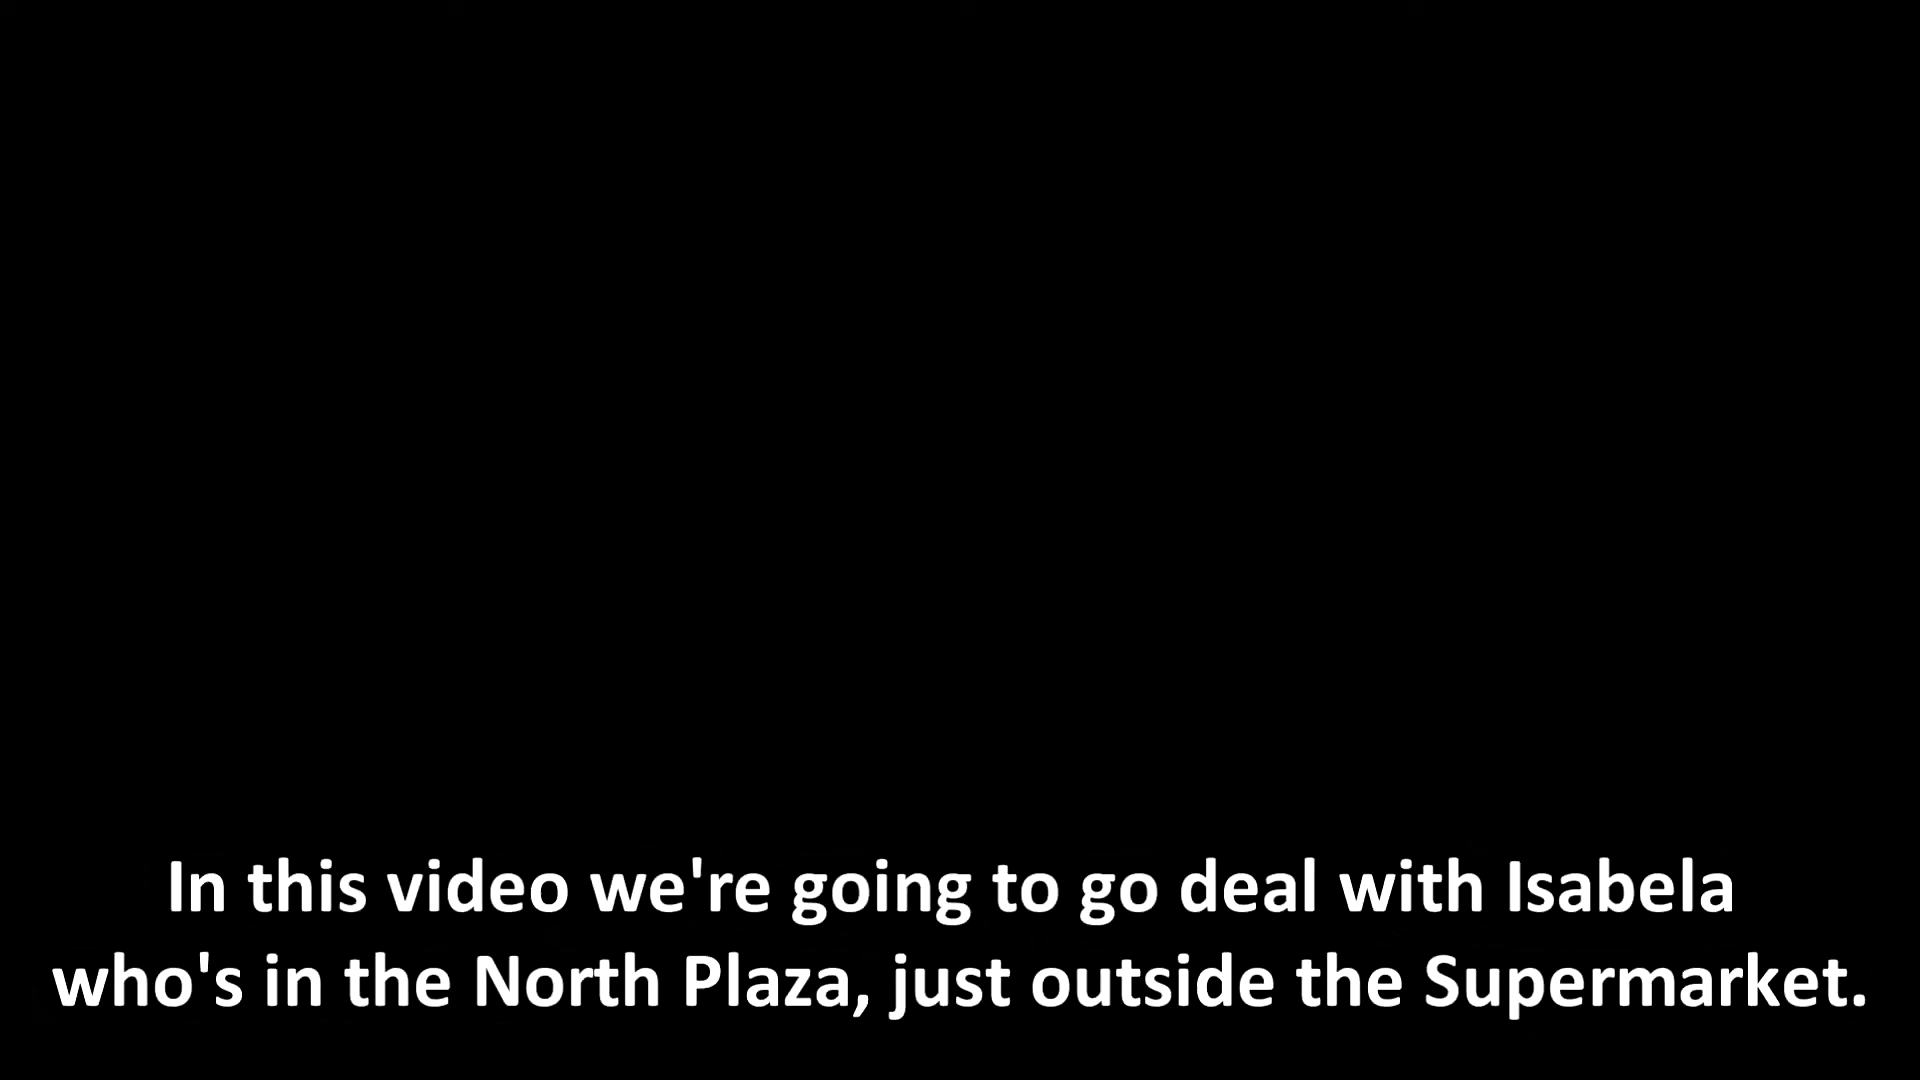 In this video we're going to go deal with Isabela
who's in the North Plaza, just outside the Supermarket.